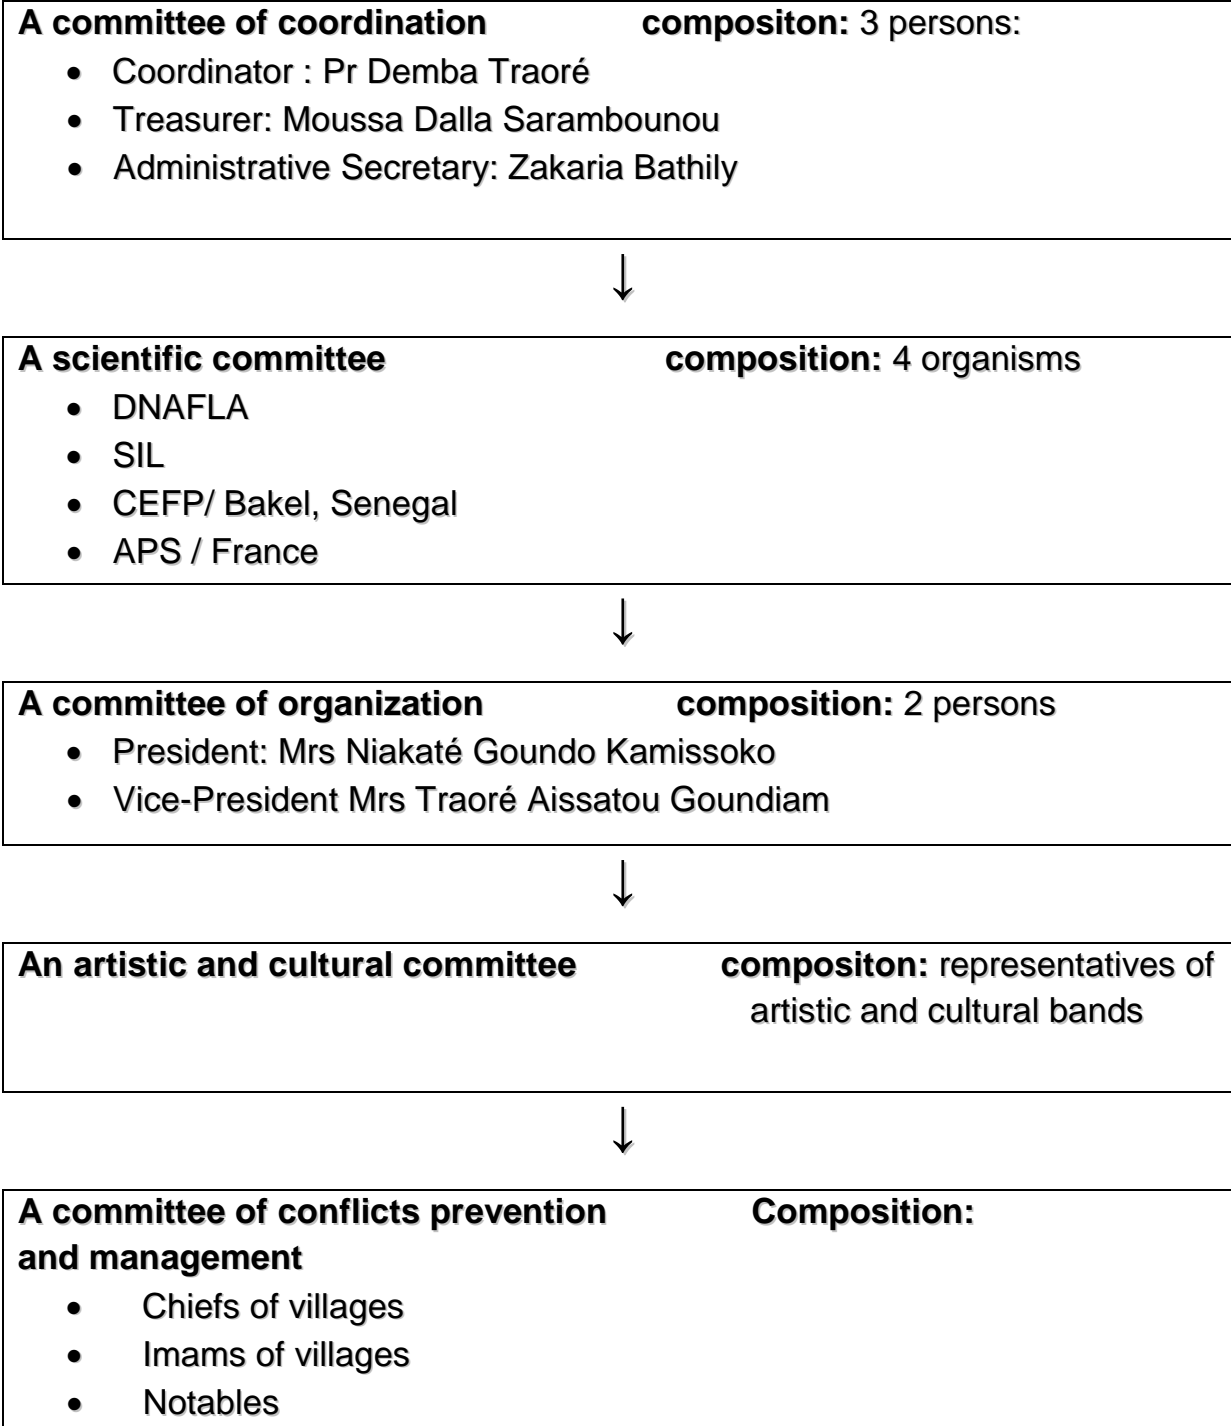 A committee of coordination compositon: 3 persons:
• Coordinator : Pr Demba Traoré
• Treasurer: Moussa Dalla Sarambounou
• Administrative Secretary: Zakaria Bathily
↓
A scientific committee composition: 4 organisms
• DNAFLA
• SIL
• CEFP/ Bakel, Senegal
• APS / France
↓
A committee of organization composition: 2 persons
• President: Mrs Niakaté Goundo Kamissoko
• Vice-President Mrs Traoré Aissatou Goundiam
↓
An artistic and cultural committee compositon: representatives of
artistic and cultural bands
↓
A committee of conflicts prevention Composition:
and management
• Chiefs of villages
• Imams of villages
• Notables